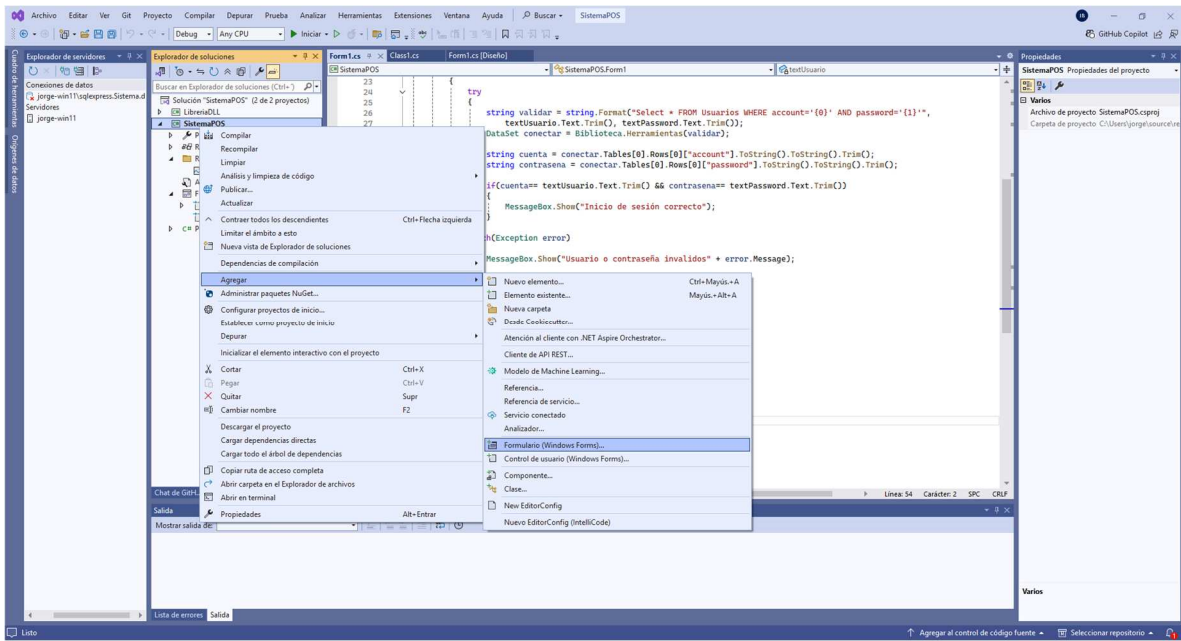 Archivo Editar Ver Git Proyecto Compilar Depurar Prueba Analizar Herramientas Extensiones Ventana Ayuda Buscar SistemaPOS
Debug Any CPU Iniciar GitHub Copilot
Cuadro de herramientas
Orígenes de datos
Explorador de servidores
Conexiones de datos
jorge-win11\sqlexpress.Sistema.d
Servidores
jorge-win11
Explorador de soluciones
Buscar en Explorador de soluciones (Ctrl+´)
Solución "SistemaPOS" (2 de 2 proyectos)
LibreriaDLL
SistemaPOS
Compilar
Recompilar
Limpiar
Análisis y limpieza de código
Publicar...
Actualizar
Contraer todos los descendientes Ctrl+Flecha izquierda
Limitar el ámbito a esto
Nueva vista de Explorador de soluciones
Dependencias de compilación
Agregar
Administrar paquetes NuGet...
Configurar proyectos de inicio...
Establecer como proyecto de inicio
Depurar
Inicializar el elemento interactivo con el proyecto
Cortar Ctrl+X
Pegar Ctrl+V
Quitar Supr
Cambiar nombre F2
Descargar el proyecto
Cargar dependencias directas
Cargar todo el árbol de dependencias
Copiar ruta de acceso completa
Abrir carpeta en el Explorador de archivos
Abrir en terminal
Propiedades Alt+Entrar
Form1.cs Class1.cs Form1.cs [Diseño]
SistemaPOS SistemaPOS.Form1 textUsuario
23 {
24 try
25 {
26 string validar = string.Format("Select * FROM Usuarios WHERE account='{0}' AND password='{1}'",
27 textUsuario.Text.Trim(), textPassword.Text.Trim());
DataSet conectar = Biblioteca.Herramientas(validar);
string cuenta = conectar.Tables[0].Rows[0]["account"].ToString().ToString().Trim();
string contrasena = conectar.Tables[0].Rows[0]["password"].ToString().ToString().Trim();
if(cuenta== textUsuario.Text.Trim() && contrasena== textPassword.Text.Trim())
{
MessageBox.Show("Inicio de sesión correcto");
}
h(Exception error)
MessageBox.Show("Usuario o contraseña invalidos" + error.Message);
Nuevo elemento... Ctrl+Mayús.+A
Elemento existente... Mayús.+Alt+A
Nueva carpeta
Desde Cookiecutter...
Atención al cliente con .NET Aspire Orchestrator...
Cliente de API REST...
Modelo de Machine Learning...
Referencia...
Referencia de servicio...
Servicio conectado
Analizador...
Formulario (Windows Forms)...
Control de usuario (Windows Forms)...
Componente...
Clase...
New EditorConfig
Nuevo EditorConfig (IntelliCode)
Línea: 54 Carácter: 2 SPC CRLF
Propiedades
SistemaPOS Propiedades del proyecto
Varios
Archivo de proyecto SistemaPOS.csproj
Carpeta de proyecto C:\Users\jorge\source\re
Varios
Chat de GitH
Salida
Mostrar salida de:
Lista de errores Salida
Listo Agregar al control de código fuente Seleccionar repositorio